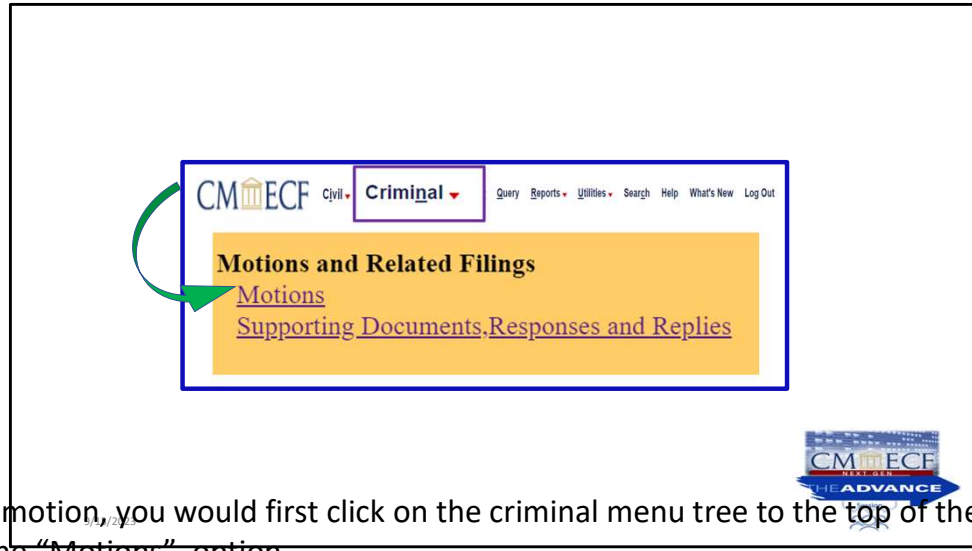 CM ECF Civil Criminal Query Reports Utilities Search Help What's New Log Out
Motions and Related Filings
Motions
Supporting Documents,Responses and Replies
CM ECF
NEXT GEN
THE ADVANCE
motion, you would first click on the criminal menu tree to the top of the
"Motions" option